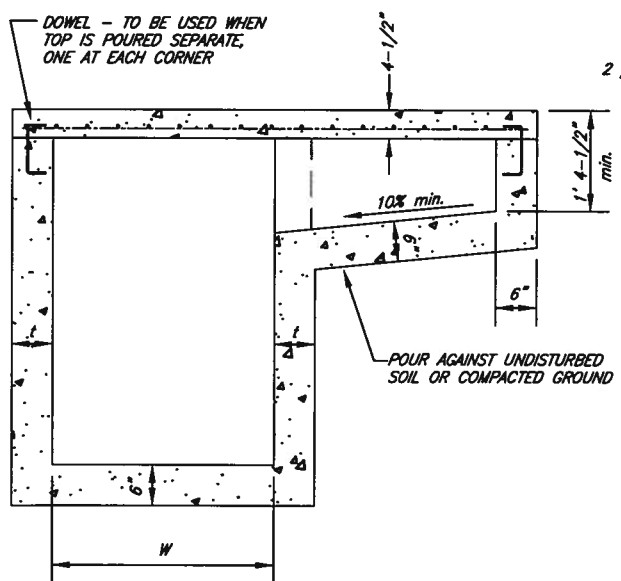 DOWEL - TO BE USED WHEN
TOP IS POURED SEPARATE,
ONE AT EACH CORNER
4-1/2"
2
1' 4-1/2"
min.
10% min.
6"
6"
t
t
POUR AGAINST UNDISTURBED
SOIL OR COMPACTED GROUND
6"
W